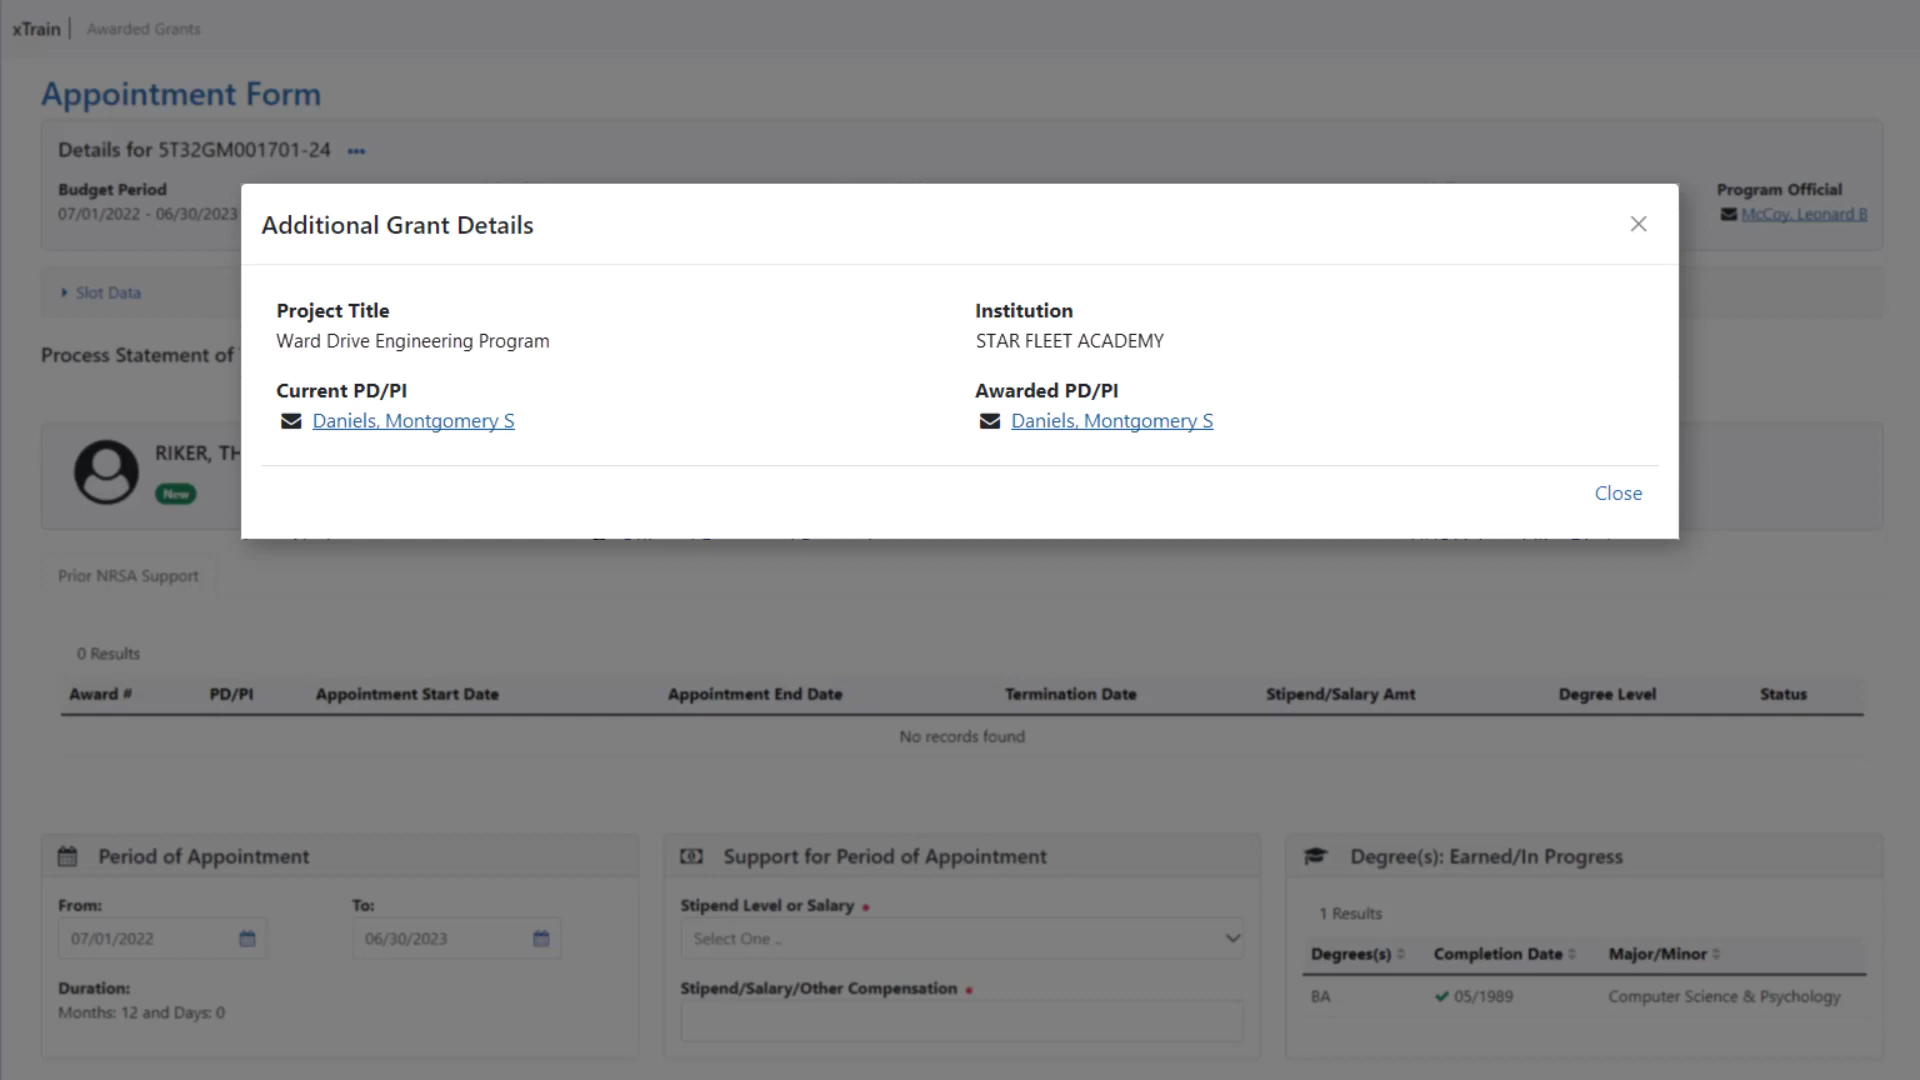 xTrain | Awarded Grants
Appointment Form
Details for 5T32GM001701-24
Budget Period
07/01/2022 - 06/30/2023
Program Official
McCoy, Leonard B
Additional Grant Details
Project Title
Ward Drive Engineering Program
Institution
STAR FLEET ACADEMY
Current PD/PI
Daniels, Montgomery S
Awarded PD/PI
Daniels, Montgomery S
Close
Slot Data
Process Statement of
RIKER, TH
New
Prior NRSA Support
0 Results
Award # PD/PI Appointment Start Date Appointment End Date Termination Date Stipend/Salary Amt Degree Level Status
No records found
Period of Appointment
From: To:
07/01/2022 06/30/2023
Duration:
Months: 12 and Days: 0
Support for Period of Appointment
Stipend Level or Salary
Select One ..
Stipend/Salary/Other Compensation
Degree(s): Earned/In Progress
1 Results
Degrees(s) Completion Date Major/Minor
BA 05/1989 Computer Science & Psychology